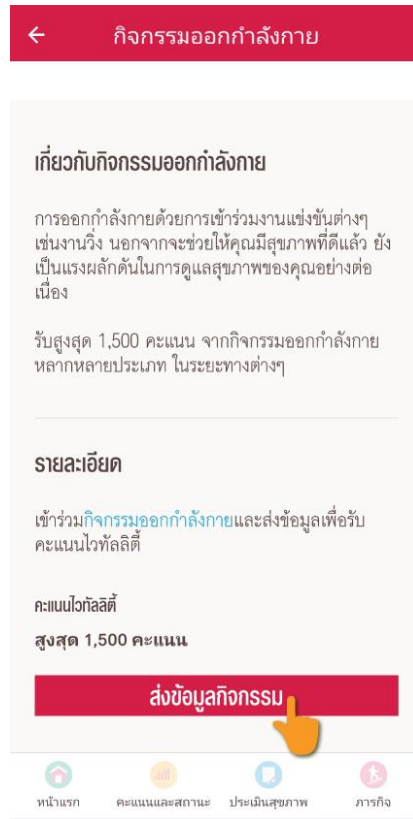 กิจกรรมออกกำลังกาย
เกี่ยวกับกิจกรรมออกกำลังกาย
การออกกำลังกายด้วยการเข้าร่วมงานแข่งขันต่างๆ
เช่นงานวิ่ง นอกจากจะช่วยให้คุณมีสุขภาพที่ดีแล้ว ยัง
เป็นแรงผลักดันในการดูแลสุขภาพของคุณอย่างต่อ
เนื่อง
รับสูงสุด 1,500 คะแนน จากกิจกรรมออกกำลังกาย
หลากหลายประเภท ในระยะทางต่างๆ
รายละเอียด
เข้าร่วมกิจกรรมออกกำลังกายและส่งข้อมูลเพื่อรับ
คะแนนไวทัลลิตี้
คะแนนไวทัลลิตี้
สูงสุด 1,500 คะแนน
ส่งข้อมูลกิจกรรม
หน้าแรก คะแนนและสถานะ ประเมินสุขภาพ ภารกิจ